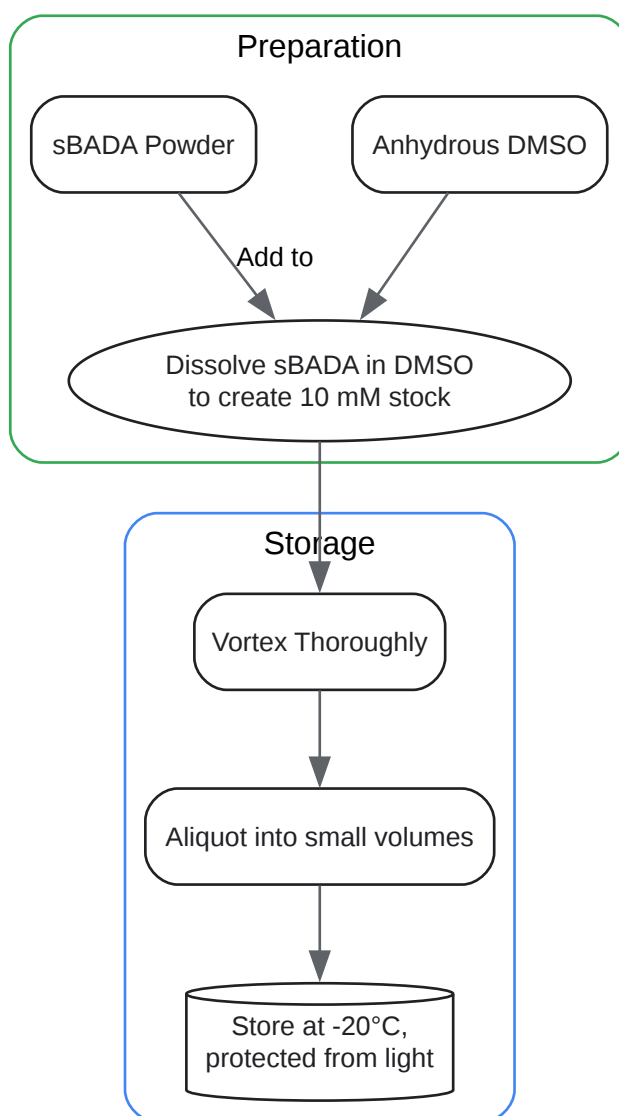 Preparation
sBADA Powder
Anhydrous DMSO
Add to
Dissolve sBADA in DMSO
to create 10 mM stock
Storage
Vortex Thoroughly
Aliquot into small volumes
Store at -20°C,
protected from light